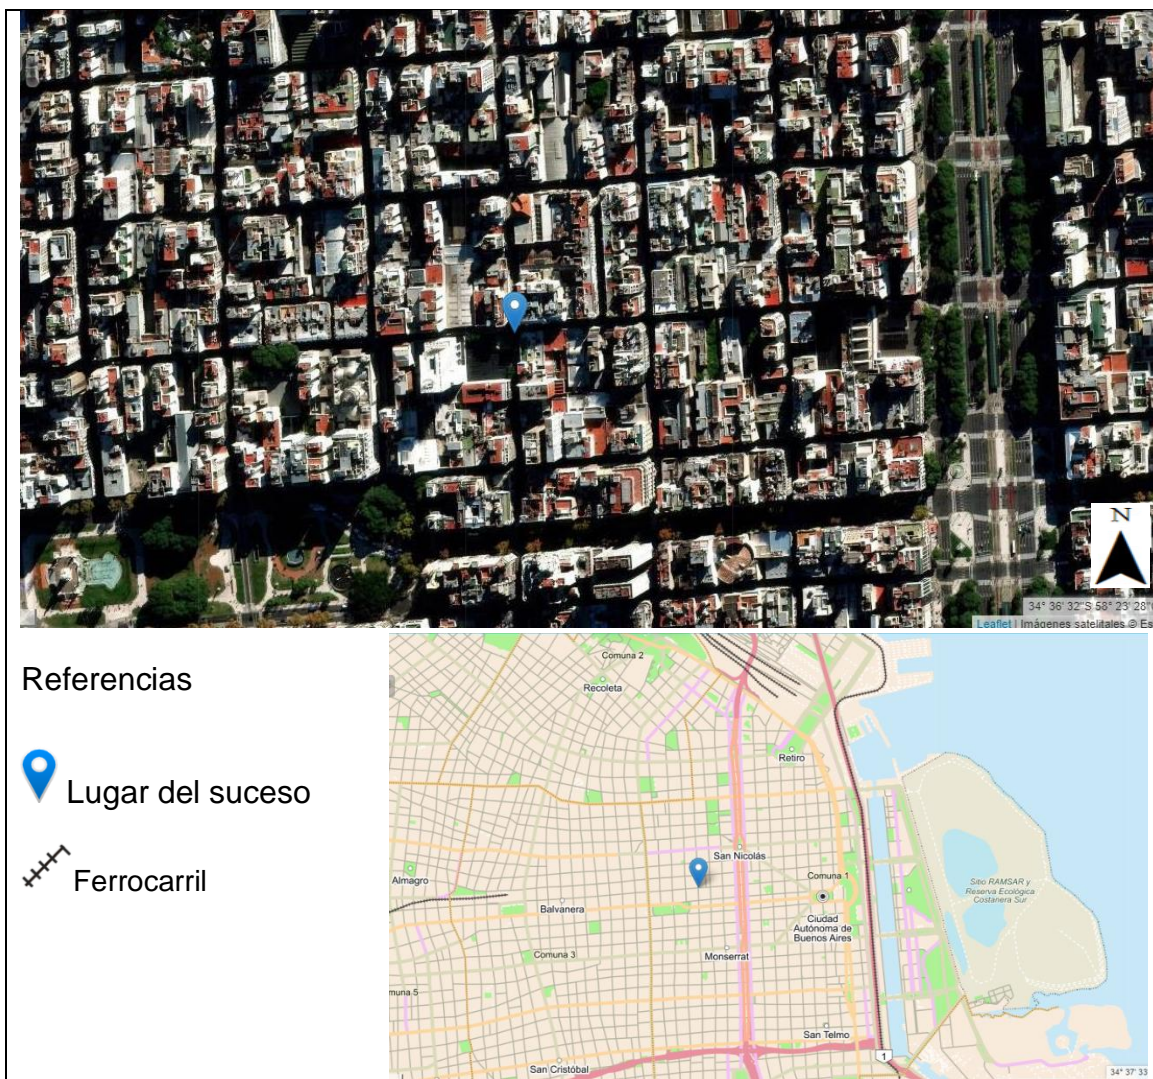 N
34° 36' 32"S 58° 23' 28"
Leaflet | Imágenes satelitales © Es
Referencias
Lugar del suceso
Ferrocarril
Comuna 2
Recoleta
Retiro
San Nicolás
Almagro
Comuna 1
Sitio RAMSAR y
Reserva Ecológica
Costanera Sur
Balvanera
Ciudad
Autónoma de
Buenos Aires
Comuna 3
Monserrat
muna 5
San Telmo
1
San Cristóbal
34° 37' 33